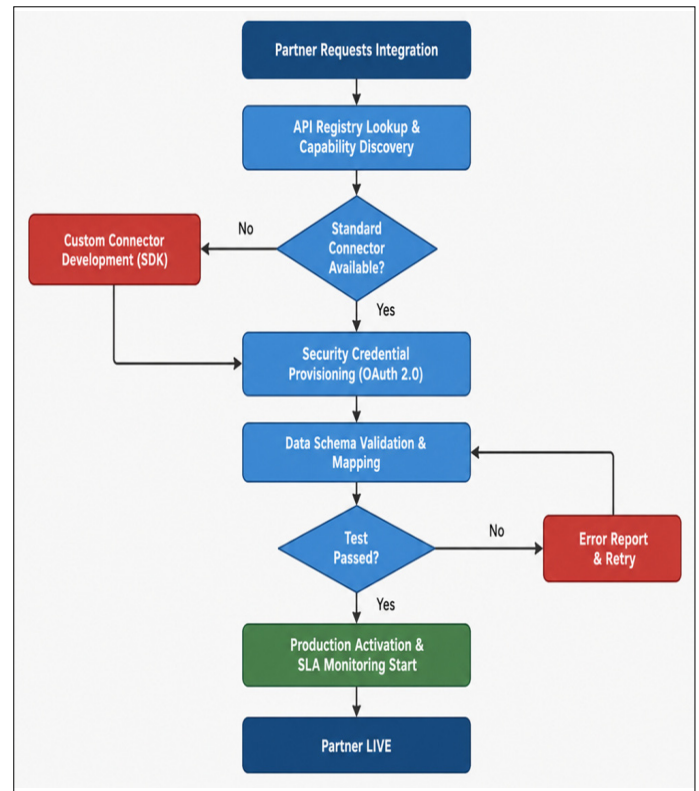 Partner Requests Integration
API Registry Lookup &
Capability Discovery
Standard
Connector
Available?
No
Custom Connector
Development (SDK)
Yes
Security Credential
Provisioning (OAuth 2.0)
Data Schema Validation &
Mapping
Test
Passed?
No
Error Report
& Retry
Yes
Production Activation &
SLA Monitoring Start
Partner LIVE